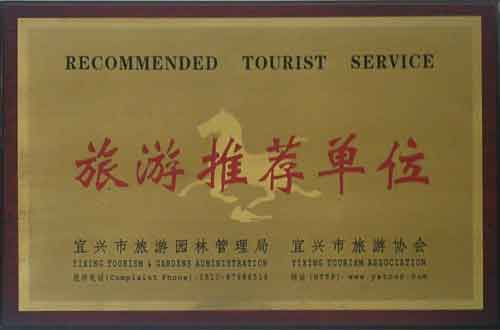 RECOMMENDED TOURIST SERVICE
旅游推荐单位
宜兴市旅游园林管理局 宜兴市旅游协会
YIXING TOURISM & GARDENS ADMINISTRATION YIXING TOURISM ASSOCIATION
(Complaint Phone)